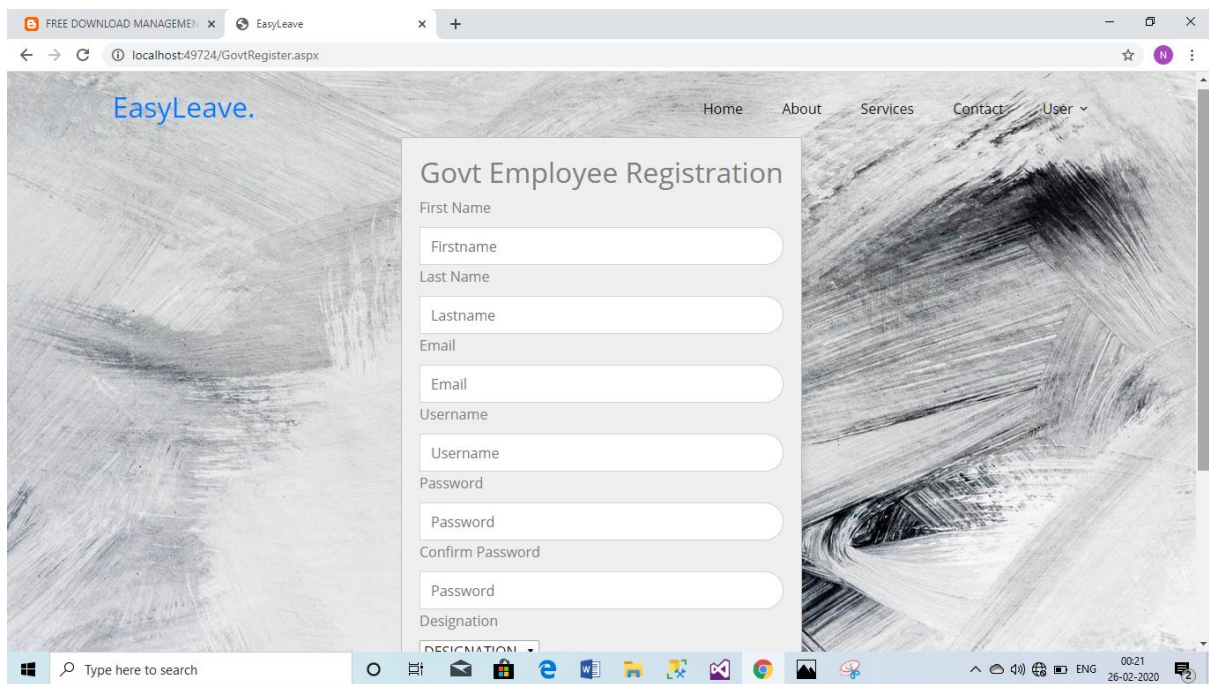 FREE DOWNLOAD MANAGEMEN
EasyLeave
localhost:49724/GovtRegister.aspx
N
EasyLeave.
Home About Services Contact User
Govt Employee Registration
First Name
Firstname
Last Name
Lastname
Email
Email
Username
Username
Password
Password
Confirm Password
Password
Designation
DESIGNATION
Type here to search
ENG
00:21
26-02-2020
2